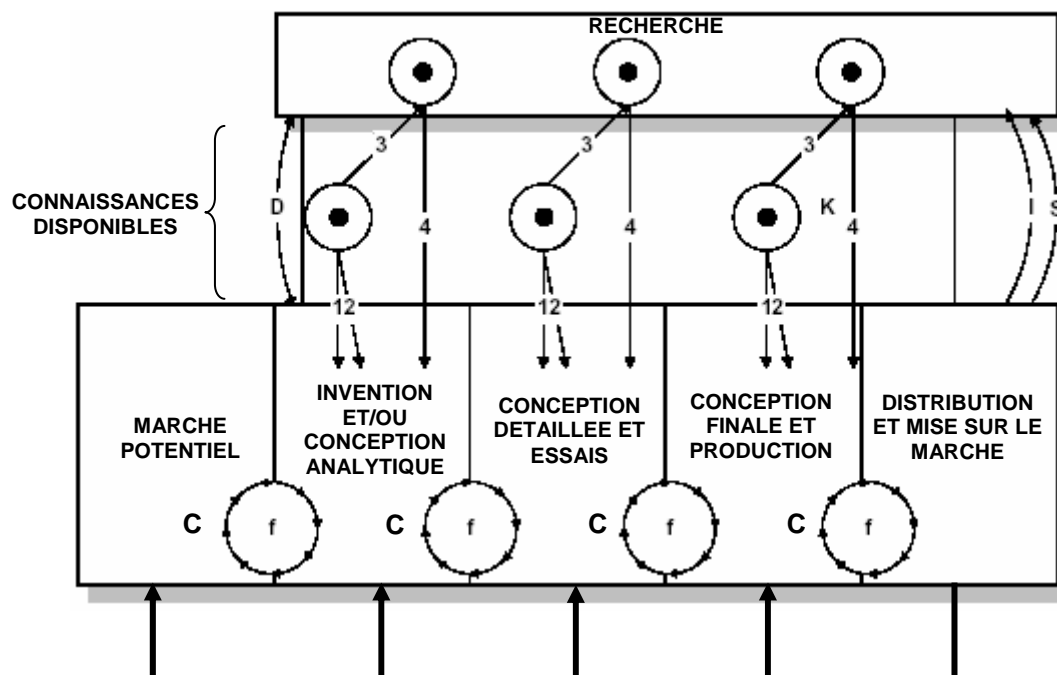 RECHERCHE
3 3 3
CONNAISSANCES
DISPONIBLES
D 4 4 K 4 I S
12 12 12
MARCHE
POTENTIEL
INVENTION
ET/OU
CONCEPTION
ANALYTIQUE
CONCEPTION
DETAILLEE ET
ESSAIS
CONCEPTION
FINALE ET
PRODUCTION
DISTRIBUTION
ET MISE SUR LE
MARCHE
C f C f C f C f